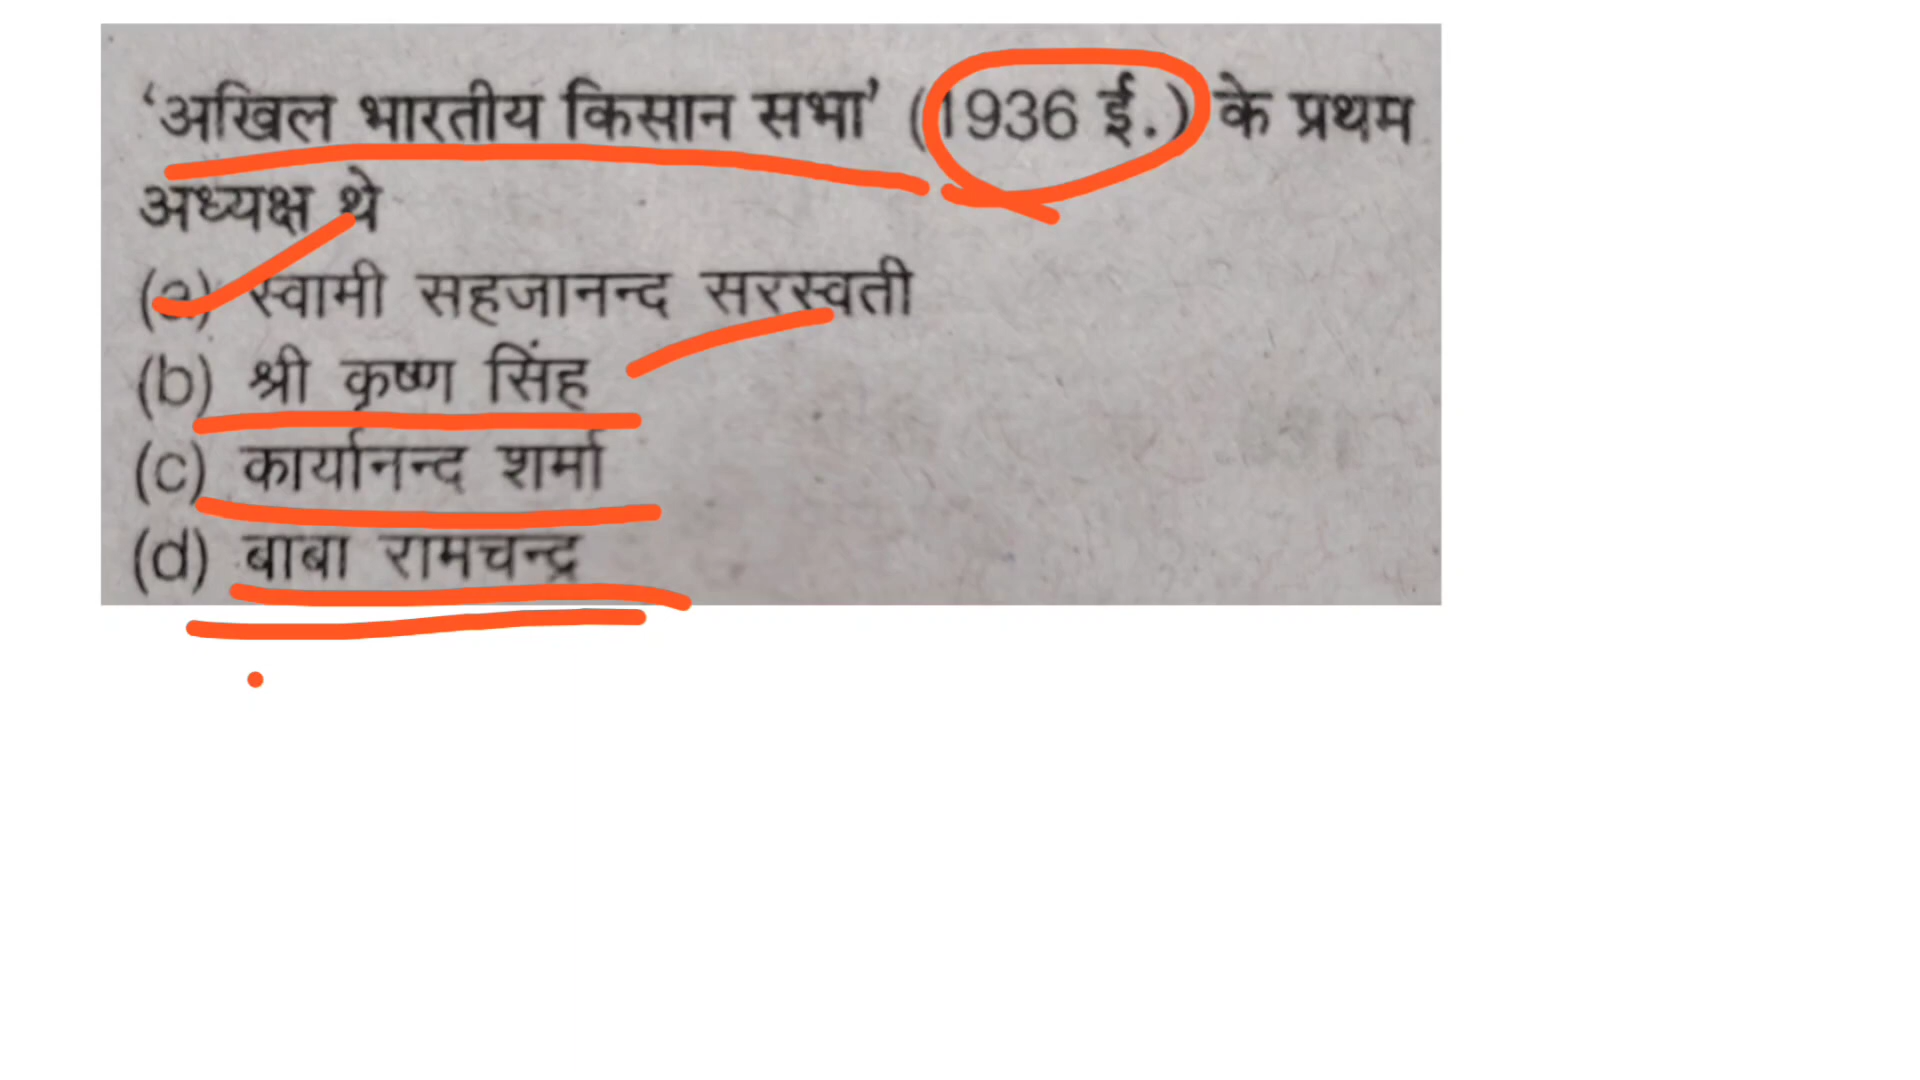 ‘अखिल भारतीय किसान सभा’ (1936 ई.) के प्रथम
अध्यक्ष थे
(a) स्वामी सहजानन्द सरस्वती
(b) श्री कृष्ण सिंह
(c) कार्यानन्द शर्मा
(d) बाबा रामचन्द्र